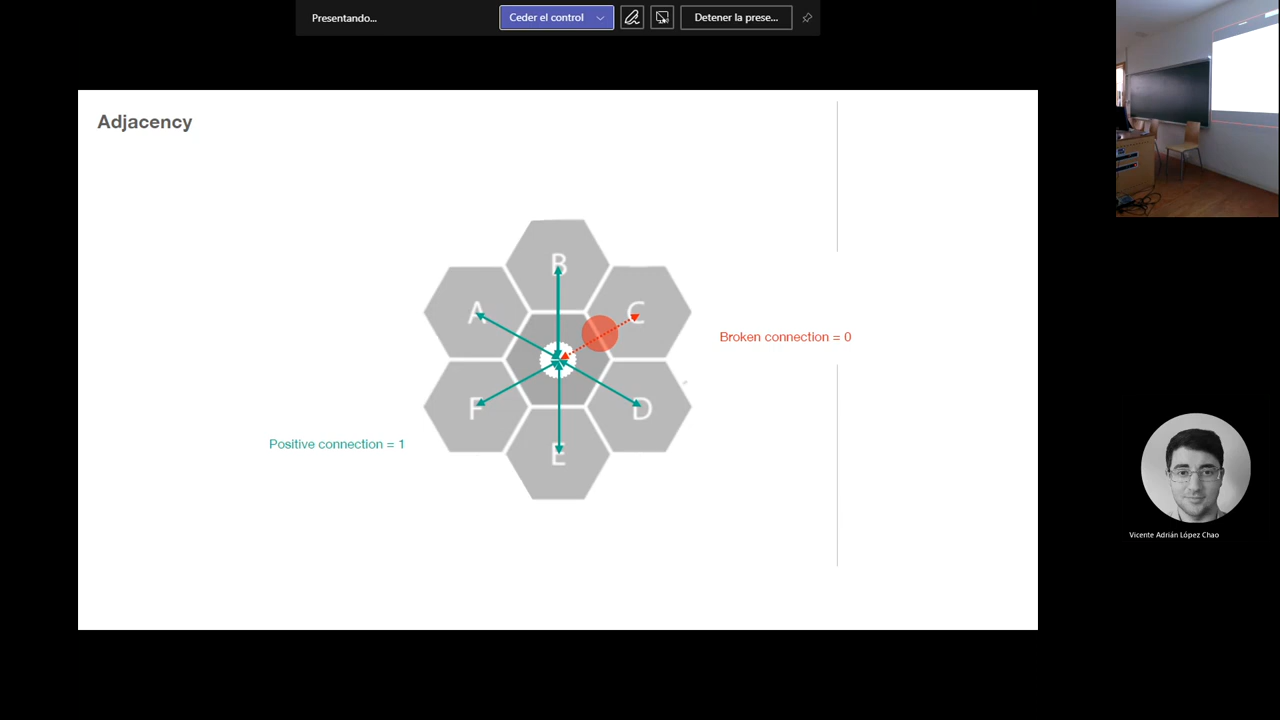 Presentando...
Ceder el control
Detener la prese...
Adjacency
B
A
C
Broken connection = 0
F
D
Positive connection = 1
E
Vicente Adrián López Chao